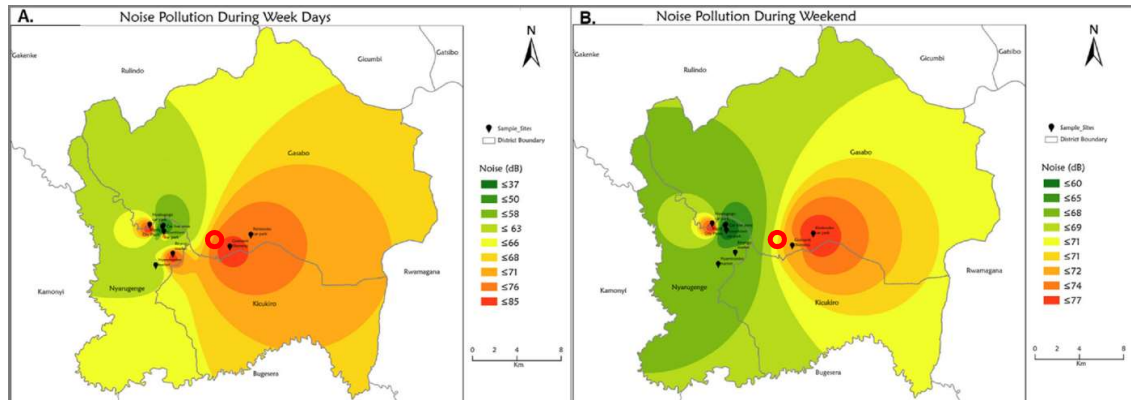 A. Noise Pollution During Week Days
N
Gakenke
Rulindo
Gicumbi
Gatsibo
Gasabo
Nyarugenge
Kicukiro
Kamonyi
Rwamagana
Bugesera
Sample_Sites
District Boundary
Noise (dB)
≤37
≤50
≤58
≤ 63
≤66
≤68
≤71
≤76
≤85
0 4 8
Km
B. Noise Pollution During Weekend
N
Gakenke
Rulindo
Gicumbi
Gatsibo
Gasabo
Nyarugenge
Kicukiro
Kamonyi
Rwamagana
Bugesera
Sample_Sites
District Boundary
Noise (dB)
≤60
≤65
≤68
≤69
≤71
≤71
≤72
≤74
≤77
0 4 8
Km